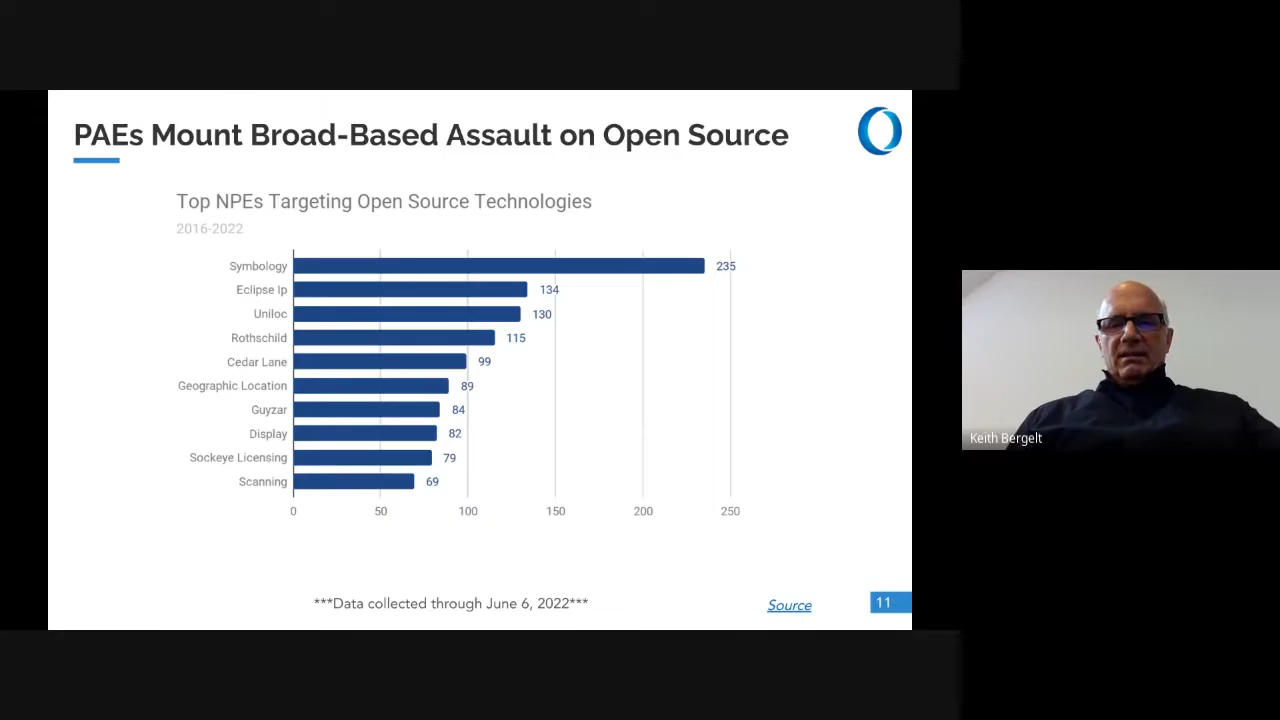 PAEs Mount Broad-Based Assault on Open Source
Top NPEs Targeting Open Source Technologies
2016-2022
Symbology 235
Eclipse Ip 134
Uniloc 130
Rothschild 115
Cedar Lane 99
Geographic Location 89
Guyzar 84
Display 82
Sockeye Licensing 79
Scanning 69
0 50 100 150 200 250
***Data collected through June 6, 2022***
Source
11
Keith Bergelt